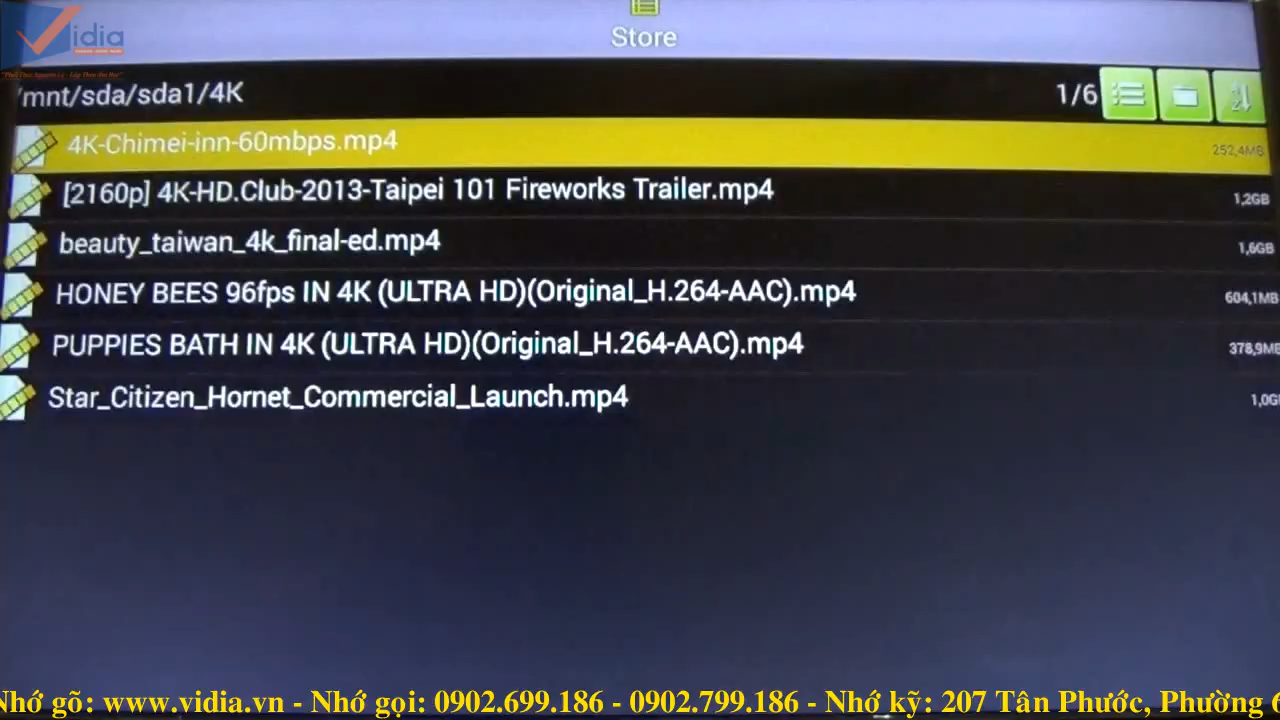 Vidia
Store
/mnt/sda/sda1/4K
1/6
4K-Chimei-inn-60mbps.mp4
252,4MB
[2160p] 4K-HD.Club-2013-Taipei 101 Fireworks Trailer.mp4
1,2GB
beauty_taiwan_4k_final-ed.mp4
1,6GB
HONEY BEES 96fps IN 4K (ULTRA HD)(Original_H.264-AAC).mp4
604,1MB
PUPPIES BATH IN 4K (ULTRA HD)(Original_H.264-AAC).mp4
378,9MB
Star_Citizen_Hornet_Commercial_Launch.mp4
1,0G
Nhớ gõ: www.vidia.vn - Nhớ gọi: 0902.699.186 - 0902.799.186 - Nhớ kỹ: 207 Tân Phước, Phường 6